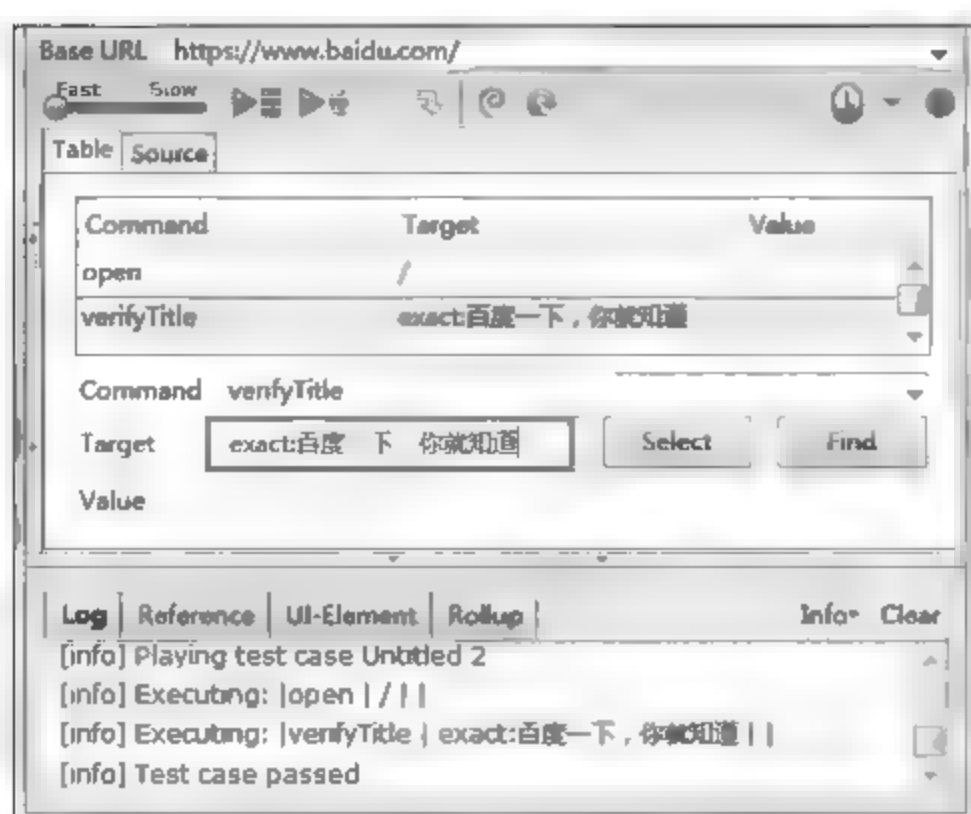 Base URL https://www.baidu.com/
Fast Slow
Table Source
Command Target Value
open /
verifyTitle exact:百度一下，你就知道
Command verifyTitle
Target exact:百度一下，你就知道 Select Find
Value
Log Reference UI-Element Rollup Info Clear
[info] Playing test case Untitled 2
[info] Executing: |open | / | |
[info] Executing: |verifyTitle | exact:百度一下，你就知道 | |
[info] Test case passed